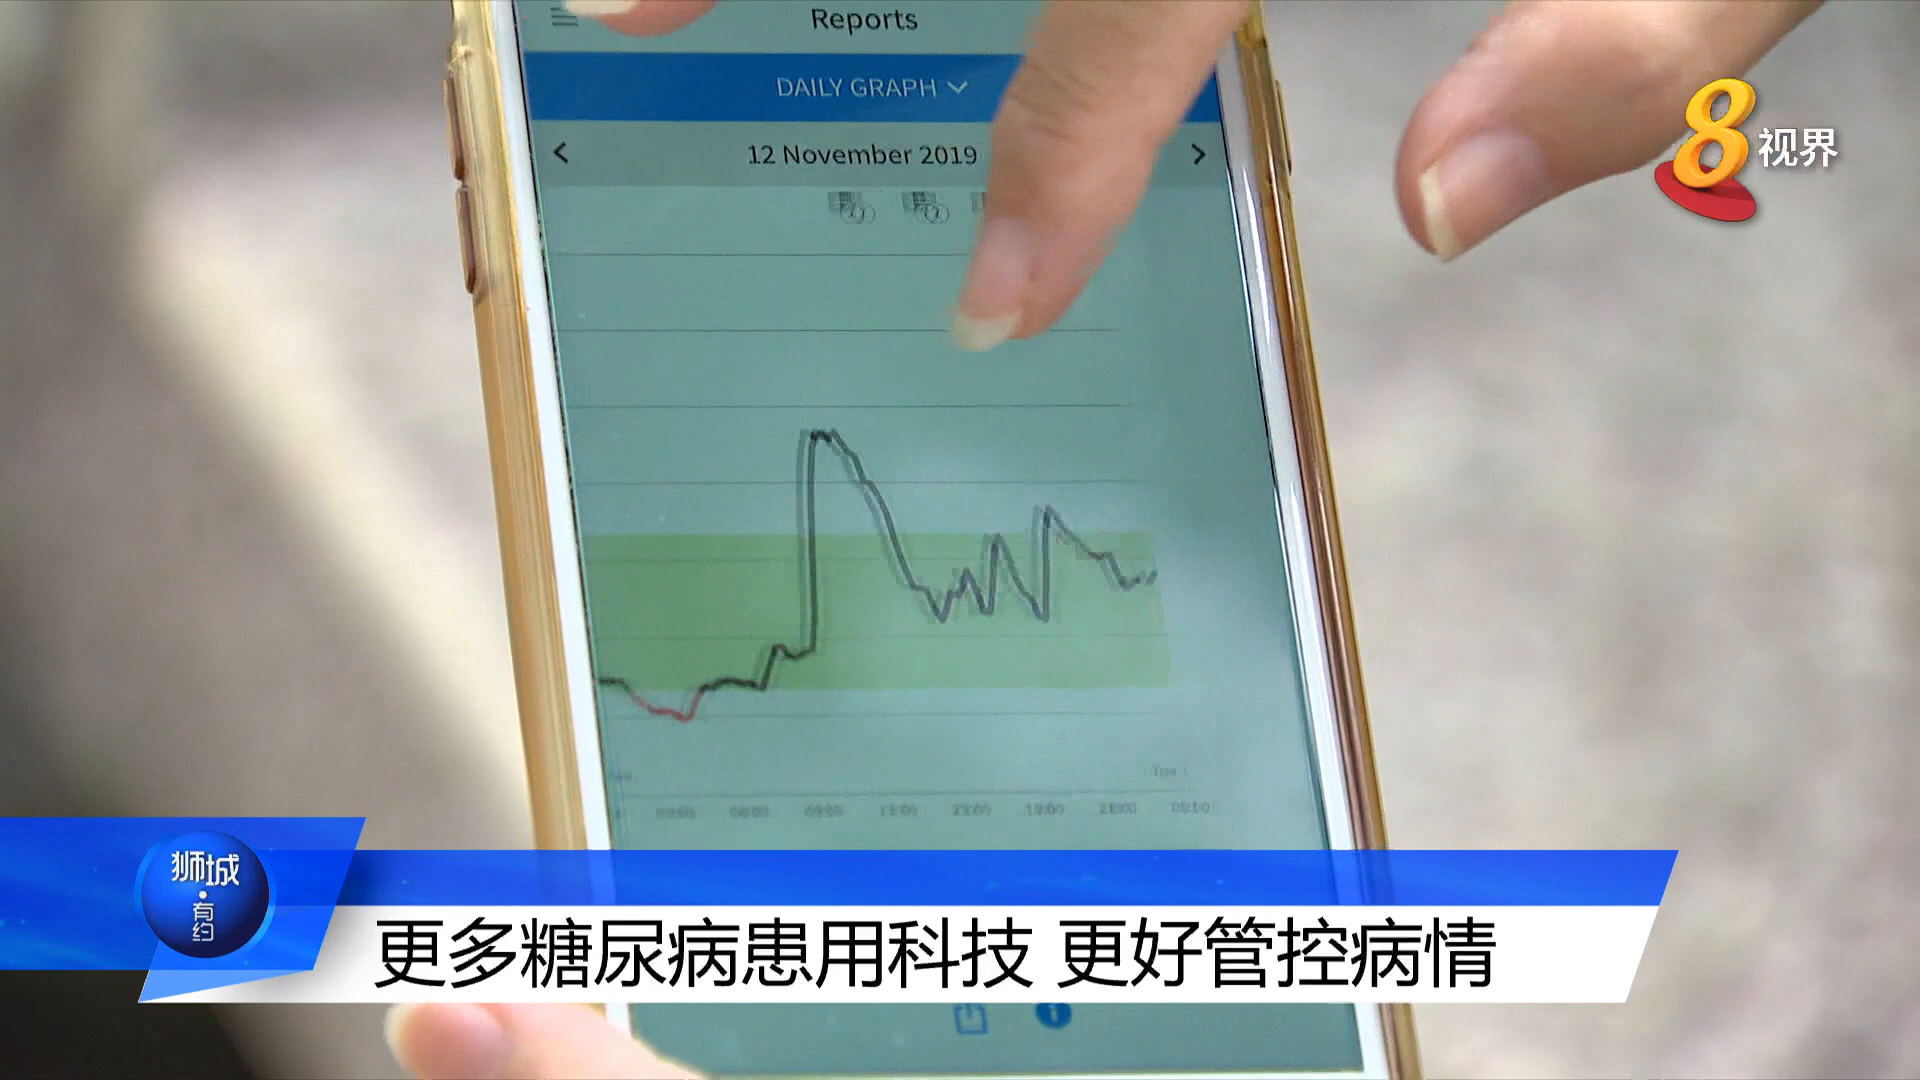 Reports
DAILY GRAPH
12 November 2019
8视界
狮城
有约
更多糖尿病患用科技 更好管控病情